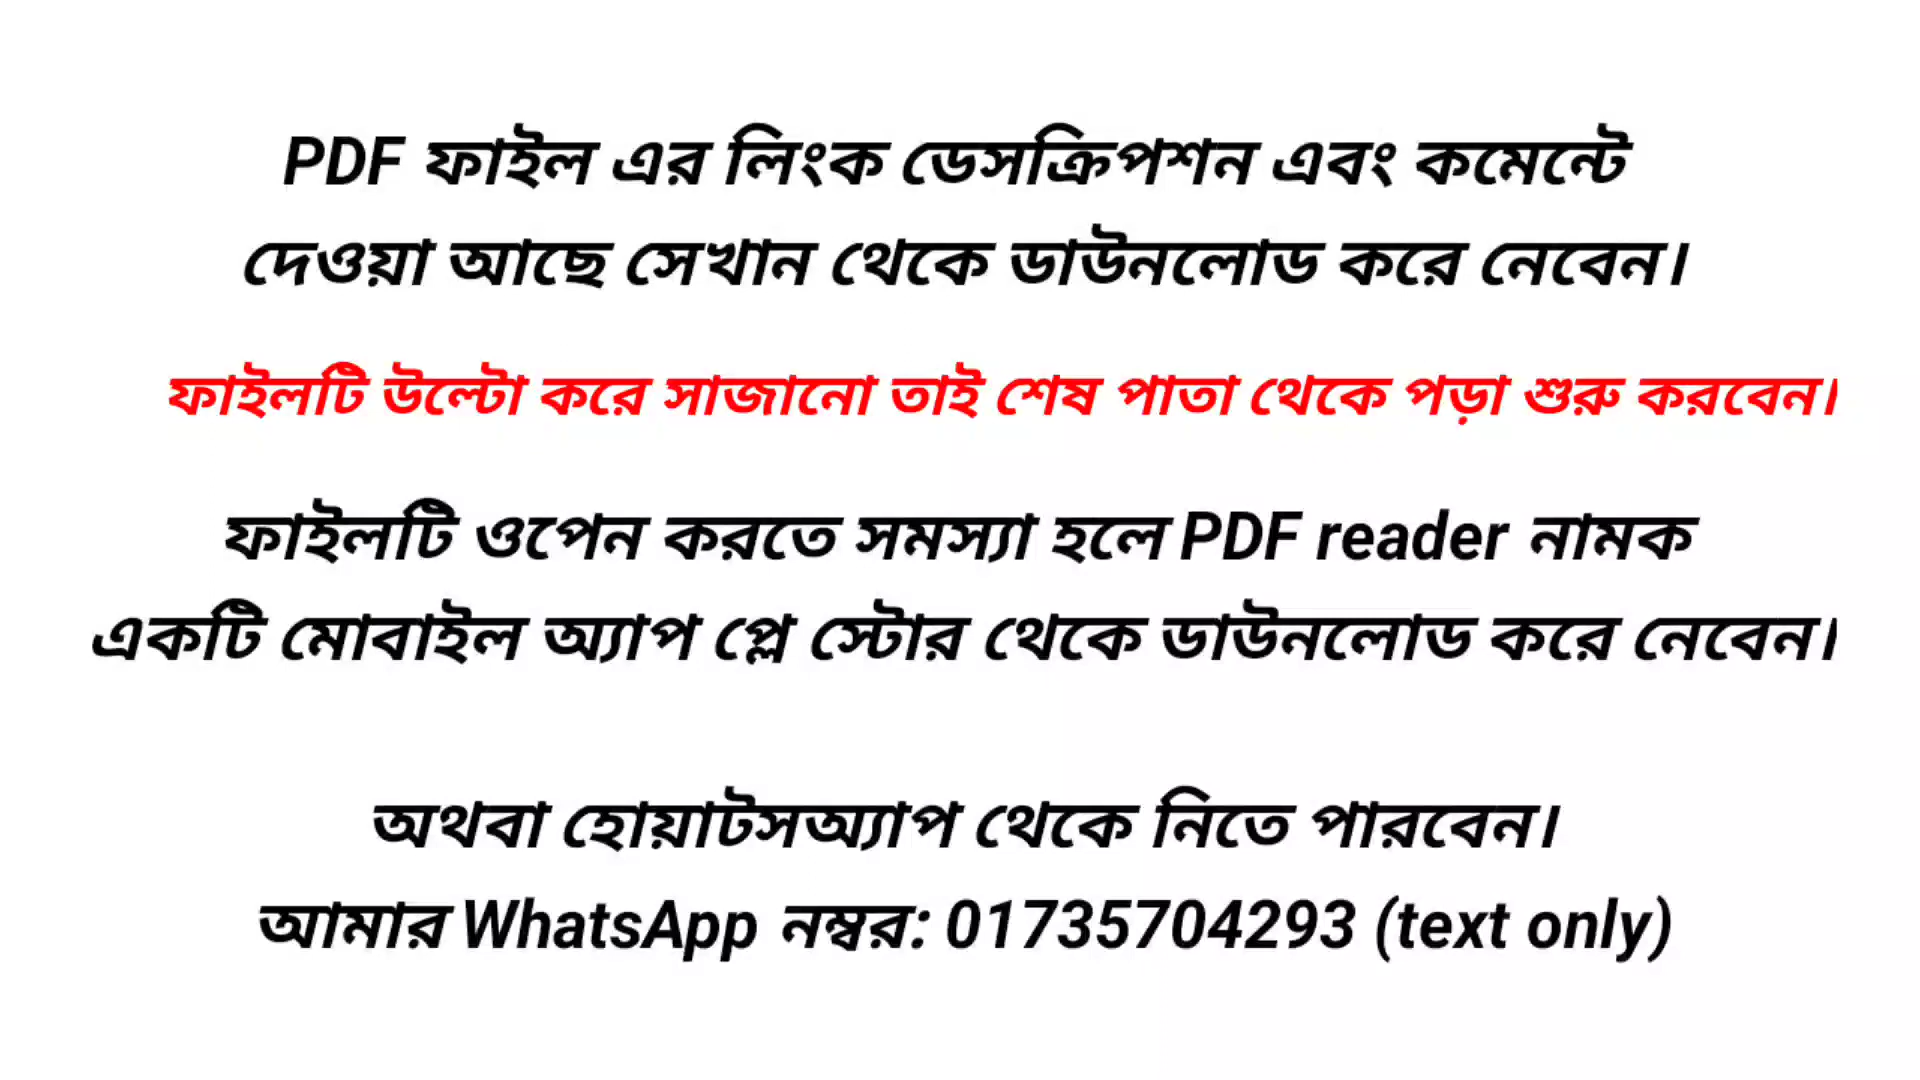 PDF ফাইল এর লিংক ডেসক্রিপশন এবং কমেন্টে
দেওয়া আছে সেখান থেকে ডাউনলোড করে নেবেন।
ফাইলটি উল্টো করে সাজানো তাই শেষ পাতা থেকে পড়া শুরু করবেন।
ফাইলটি ওপেন করতে সমস্যা হলে PDF reader নামক
একটি মোবাইল অ্যাপ প্লে স্টোর থেকে ডাউনলোড করে নেবেন।
অথবা হোয়াটসঅ্যাপ থেকে নিতে পারবেন।
আমার WhatsApp নম্বর: 01735704293 (text only)